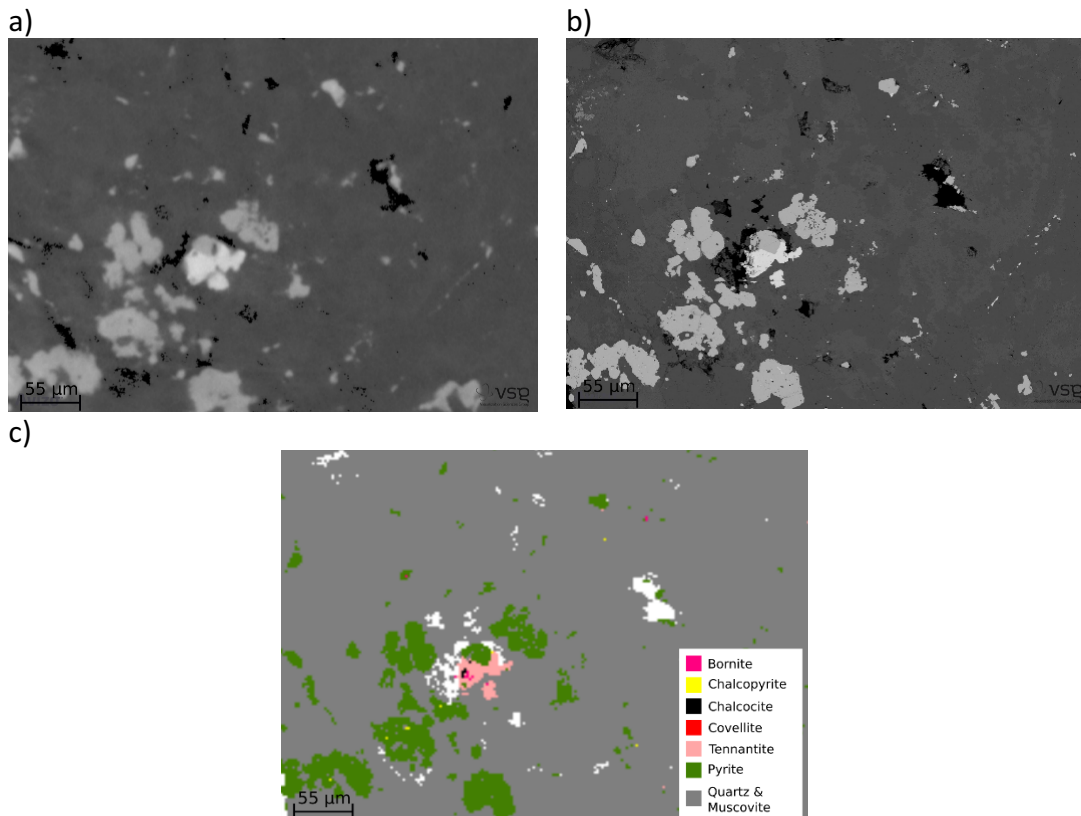 a)
b)
55 µm
vsg
55 µm
vsg
c)
Bornite
Chalcopyrite
Chalcocite
Covellite
Tennantite
Pyrite
Quartz &
Muscovite
55 µm